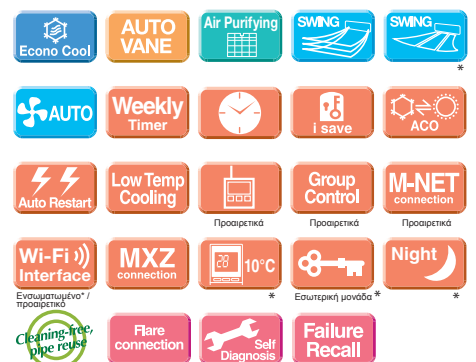 Econo Cool
AUTO
VANE
Air Purifying
SWING
SWING
*
AUTO
Weekly
Timer
i save
ACO
Auto Restart
Low Temp
Cooling
Προαιρετικά
Group
Control
Προαιρετικά
M-NET
connection
Προαιρετικά
Wi-Fi
Interface
Ενσωματωμένο* /
προαιρετικό
MXZ
connection
28
10°C
*
Εσωτερική μονάδα *
Night
*
Cleaning-free,
pipe reuse
Flare
connection
Self
Diagnosis
Failure
Recall